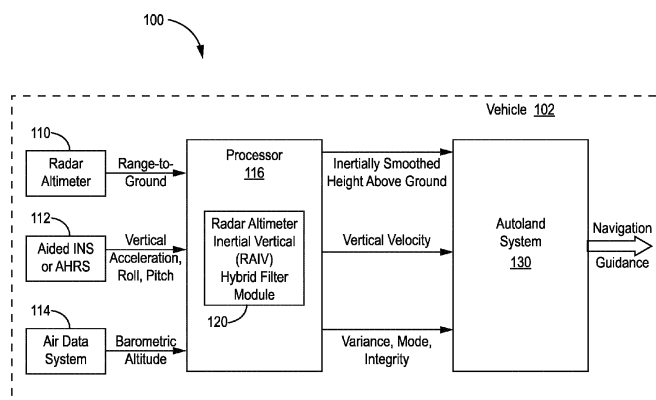 100
Vehicle 102
110
Radar
Altimeter
Range-to-
Ground
112
Aided INS
or AHRS
Vertical
Acceleration,
Roll, Pitch
114
Air Data
System
Barometric
Altitude
Processor
116
Radar Altimeter
Inertial Vertical
(RAIV)
Hybrid Filter
Module
120
Inertially Smoothed
Height Above Ground
Vertical Velocity
Variance, Mode,
Integrity
Autoland
System
130
Navigation
Guidance